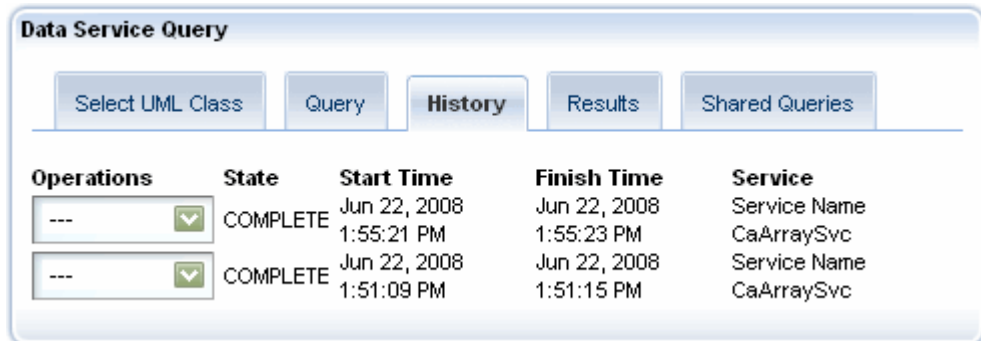 Data Service Query
Select UML Class Query History Results Shared Queries
Operations State Start Time Finish Time Service
--- COMPLETE Jun 22, 2008 Jun 22, 2008 Service Name
1:55:21 PM 1:55:23 PM CaArraySvc
--- COMPLETE Jun 22, 2008 Jun 22, 2008 Service Name
1:51:09 PM 1:51:15 PM CaArraySvc